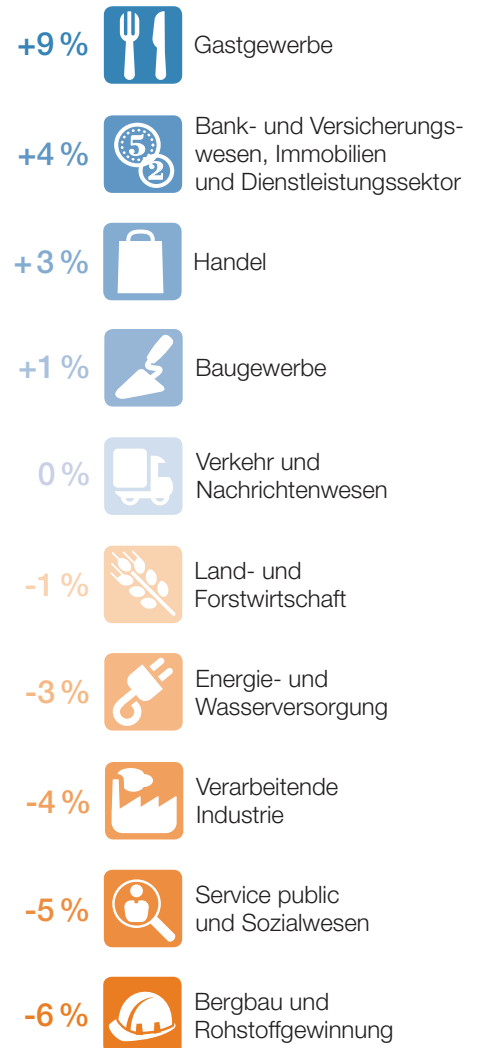 +9 %
Gastgewerbe
+4 %
5
2
Bank- und Versicherungs-
wesen, Immobilien
und Dienstleistungssektor
+3 %
Handel
+1 %
Baugewerbe
0 %
Verkehr und
Nachrichtenwesen
-1 %
Land- und
Forstwirtschaft
-3 %
Energie- und
Wasserversorgung
-4 %
Verarbeitende
Industrie
-5 %
Service public
und Sozialwesen
-6 %
Bergbau und
Rohstoffgewinnung